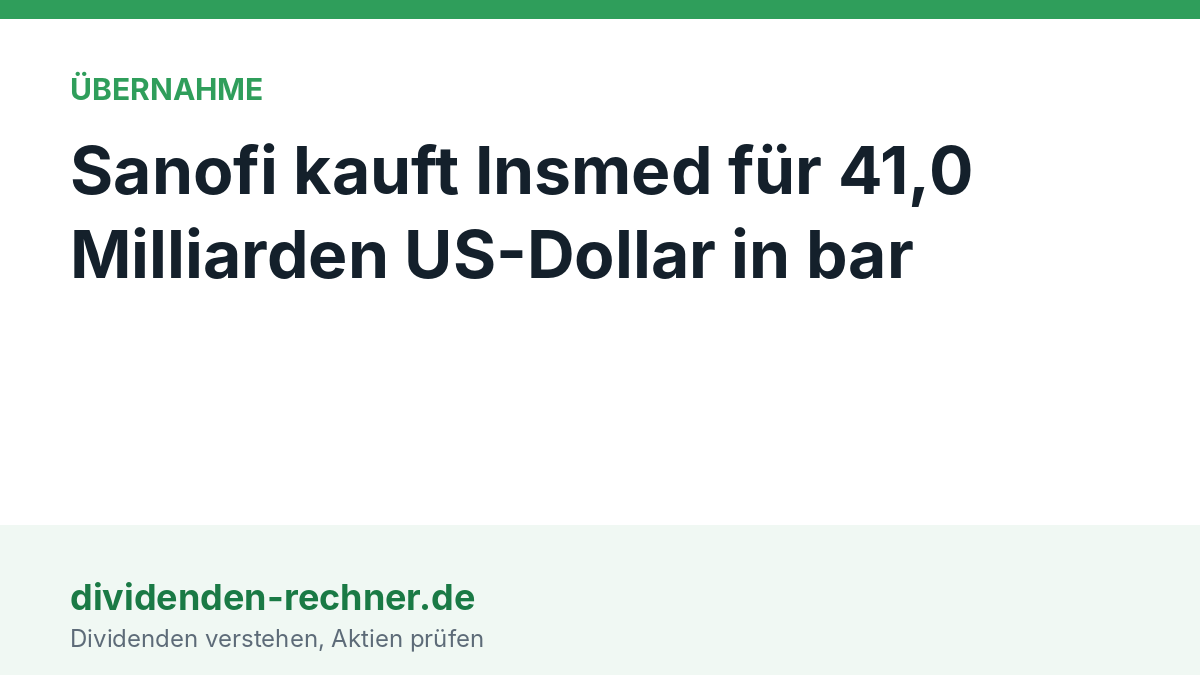 ÜBERNAHME
Sanofi kauft Insmed für 41,0
Milliarden US-Dollar in bar
dividenden-rechner.de
Dividenden verstehen, Aktien prüfen